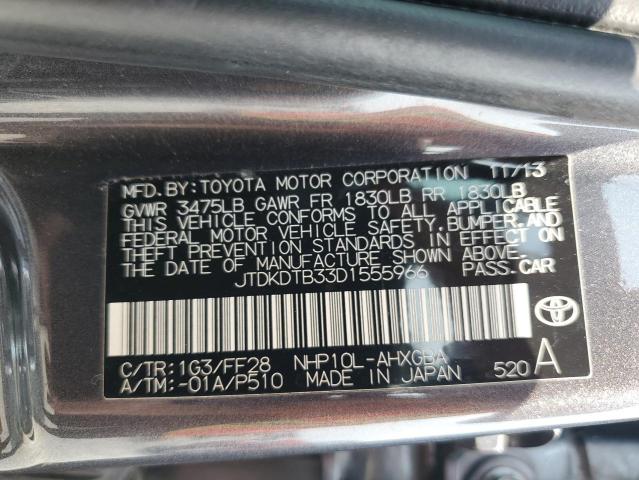 MFD. BY: TOYOTA MOTOR CORPORATION 11/13
GVWR 3475LB GAWR FR 1830LB RR 1830LB
THIS VEHICLE CONFORMS TO ALL APPLICABLE
FEDERAL MOTOR VEHICLE SAFETY, BUMPER, AND
THEFT PREVENTION STANDARDS IN EFFECT ON
THE DATE OF MANUFACTURE SHOWN ABOVE.
JTDKDTB33D1555966 PASS. CAR
C/TR: 1G3/FF28 NHP10L-AHXGBA
A/TM: -01A/P510 MADE IN JAPAN 520 A